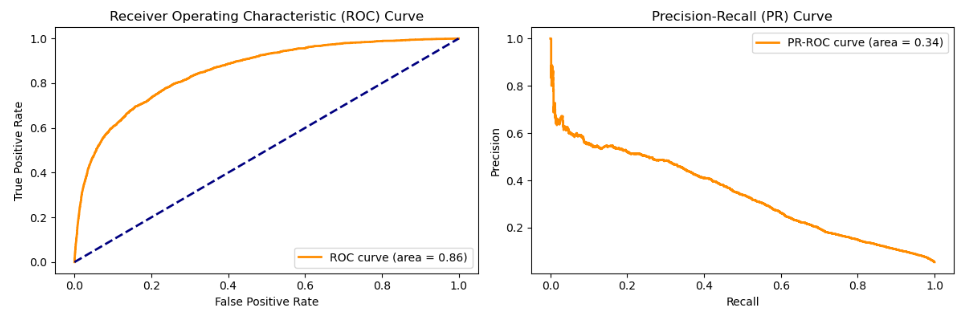 Receiver Operating Characteristic (ROC) Curve
1.0
0.8
0.6
0.4
0.2
0.0
True Positive Rate
ROC curve (area = 0.86)
0.0 0.2 0.4 0.6 0.8 1.0
False Positive Rate
Precision-Recall (PR) Curve
1.0
0.8
0.6
0.4
0.2
Precision
PR-ROC curve (area = 0.34)
0.0 0.2 0.4 0.6 0.8 1.0
Recall